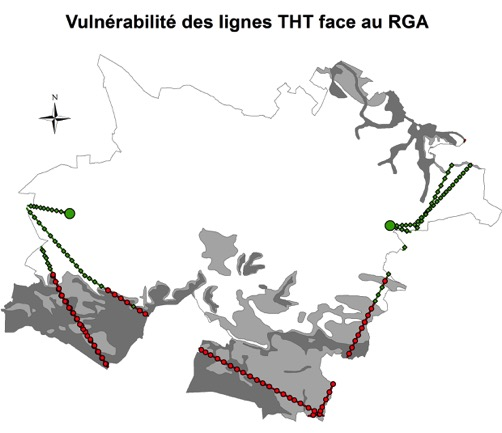 Vulnérabilité des lignes THT face au RGA
N